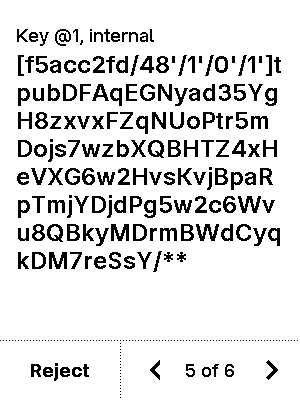 Key @1, internal
[f5acc2fd/48'/1'/0'/1']t
pubDFAqEGNyad35Yg
H8zxvxFZqNUoPtr5m
Dojs7wzbXQBHTZ4xH
eVXG6w2HvsKvjBpaR
pTmjYDjdPg5w2c6Wv
u8QBkyMDrmBWdCyq
kDM7reSsY/**
Reject
5 of 6